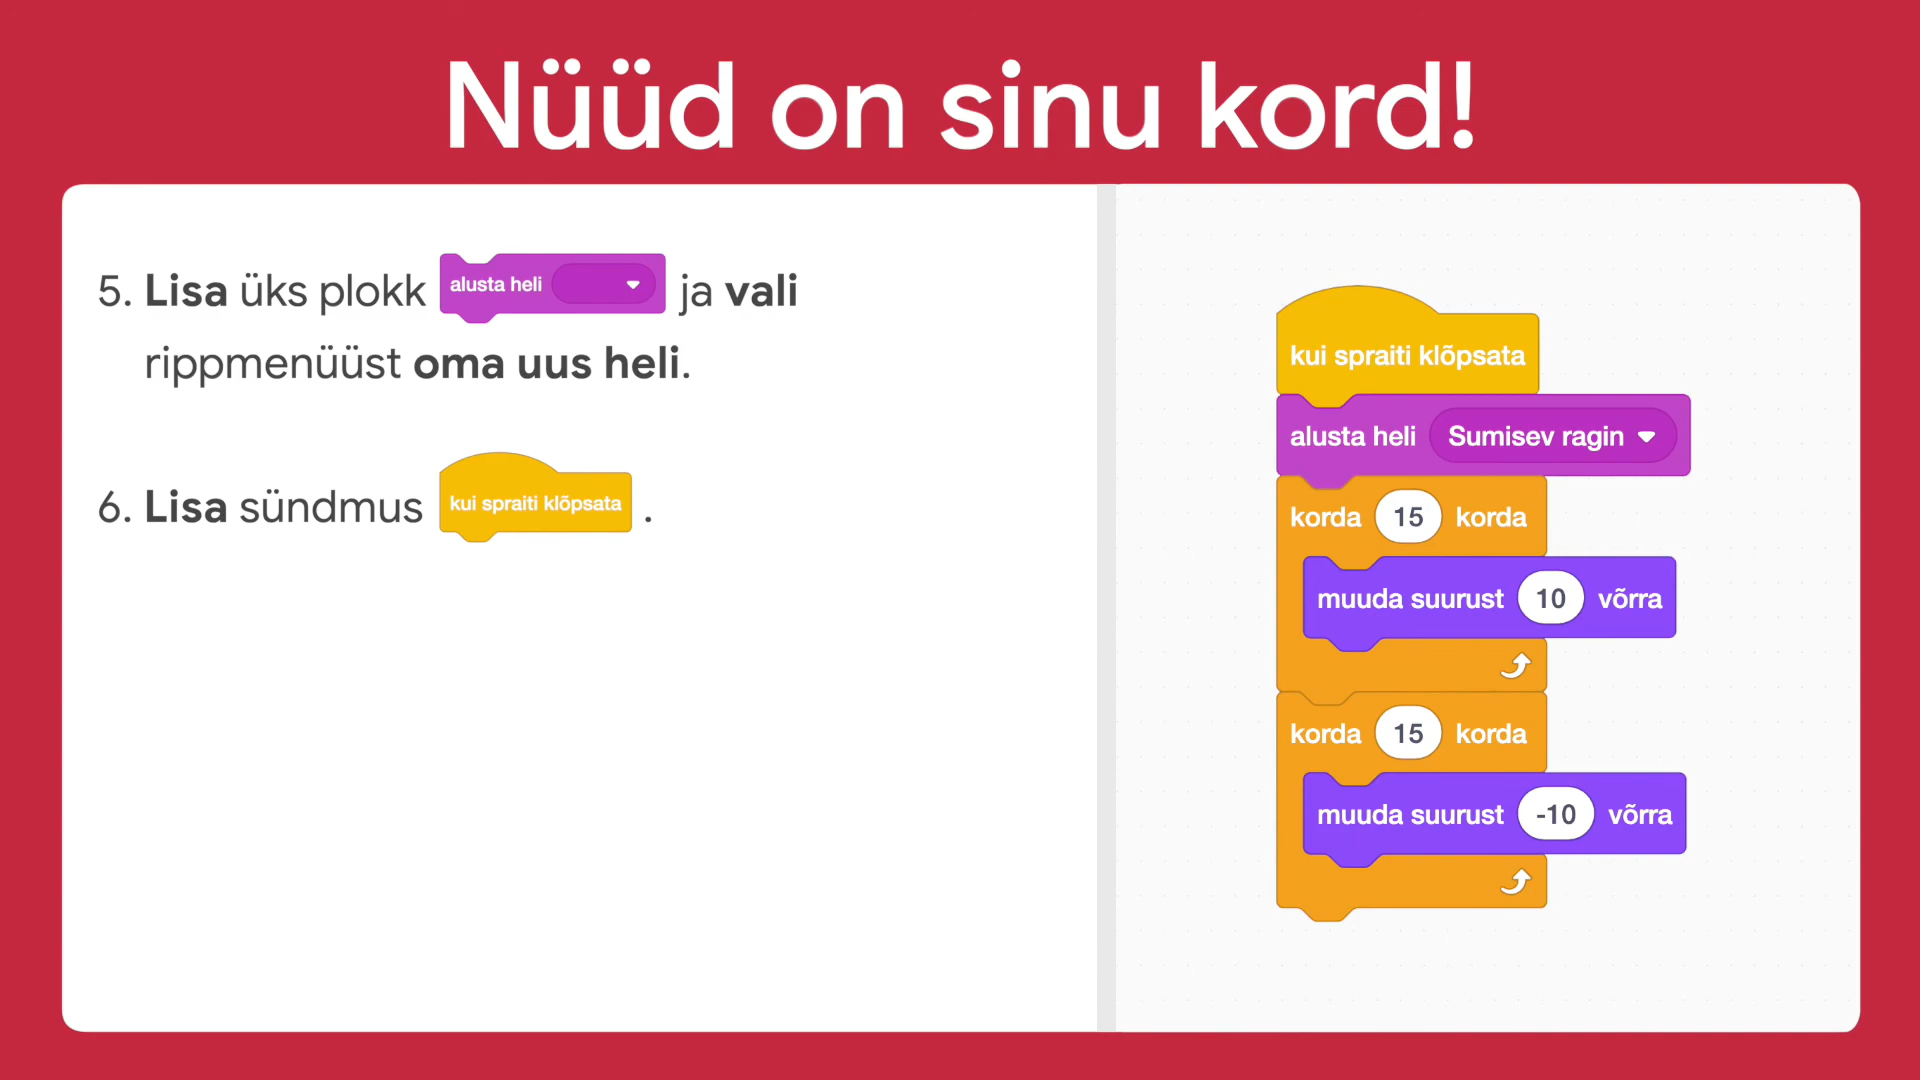 Nüüd on sinu kord!
5. Lisa üks plokk alusta heli ja vali
rippmenüüst oma uus heli.
6. Lisa sündmus kui spraiti klõpsata .
kui spraiti klõpsata
alusta heli Sumisev ragin
korda 15 korda
muuda suurust 10 võrra
korda 15 korda
muuda suurust -10 võrra